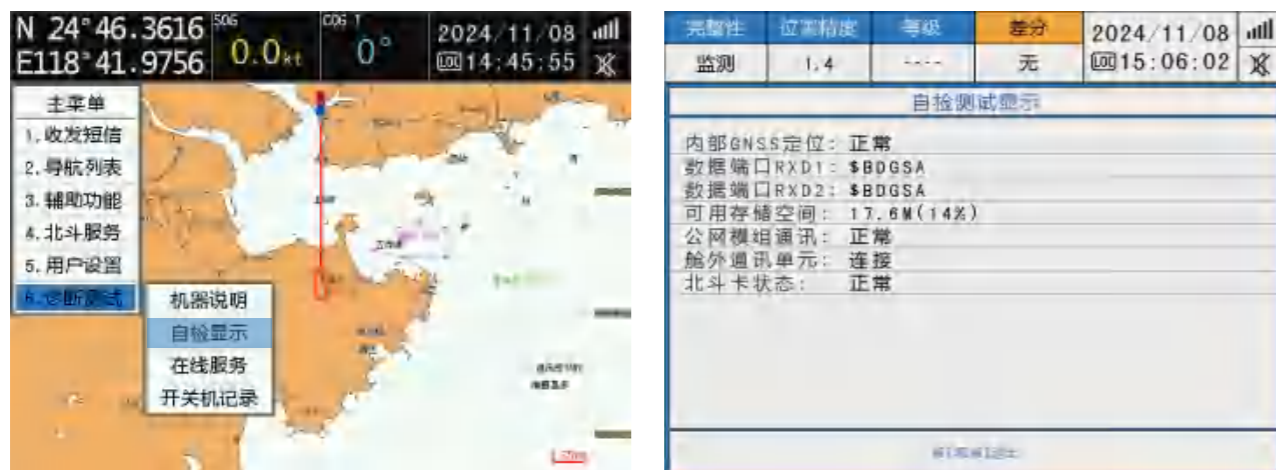 N 24°46.3616
E118°41.9756
SOG
0.0kt
COG T
0°
2024/11/08
LOC 14:45:55
主菜单
1.收发短信
2.导航列表
3.辅助功能
4.北斗服务
5.用户设置
6.诊断测试
机器说明
自检显示
在线服务
开关机记录
完整性 位置精度 等级 差分
监测 1.4 ---- 无
2024/11/08
LOC 15:06:02
自检测试显示
内部GNSS定位: 正常
数据端口RXD1: $BDGSA
数据端口RXD2: $BDGSA
可用存储空间: 17.6M(14%)
公网模组通讯: 正常
舱外通讯单元: 连接
北斗卡状态: 正常